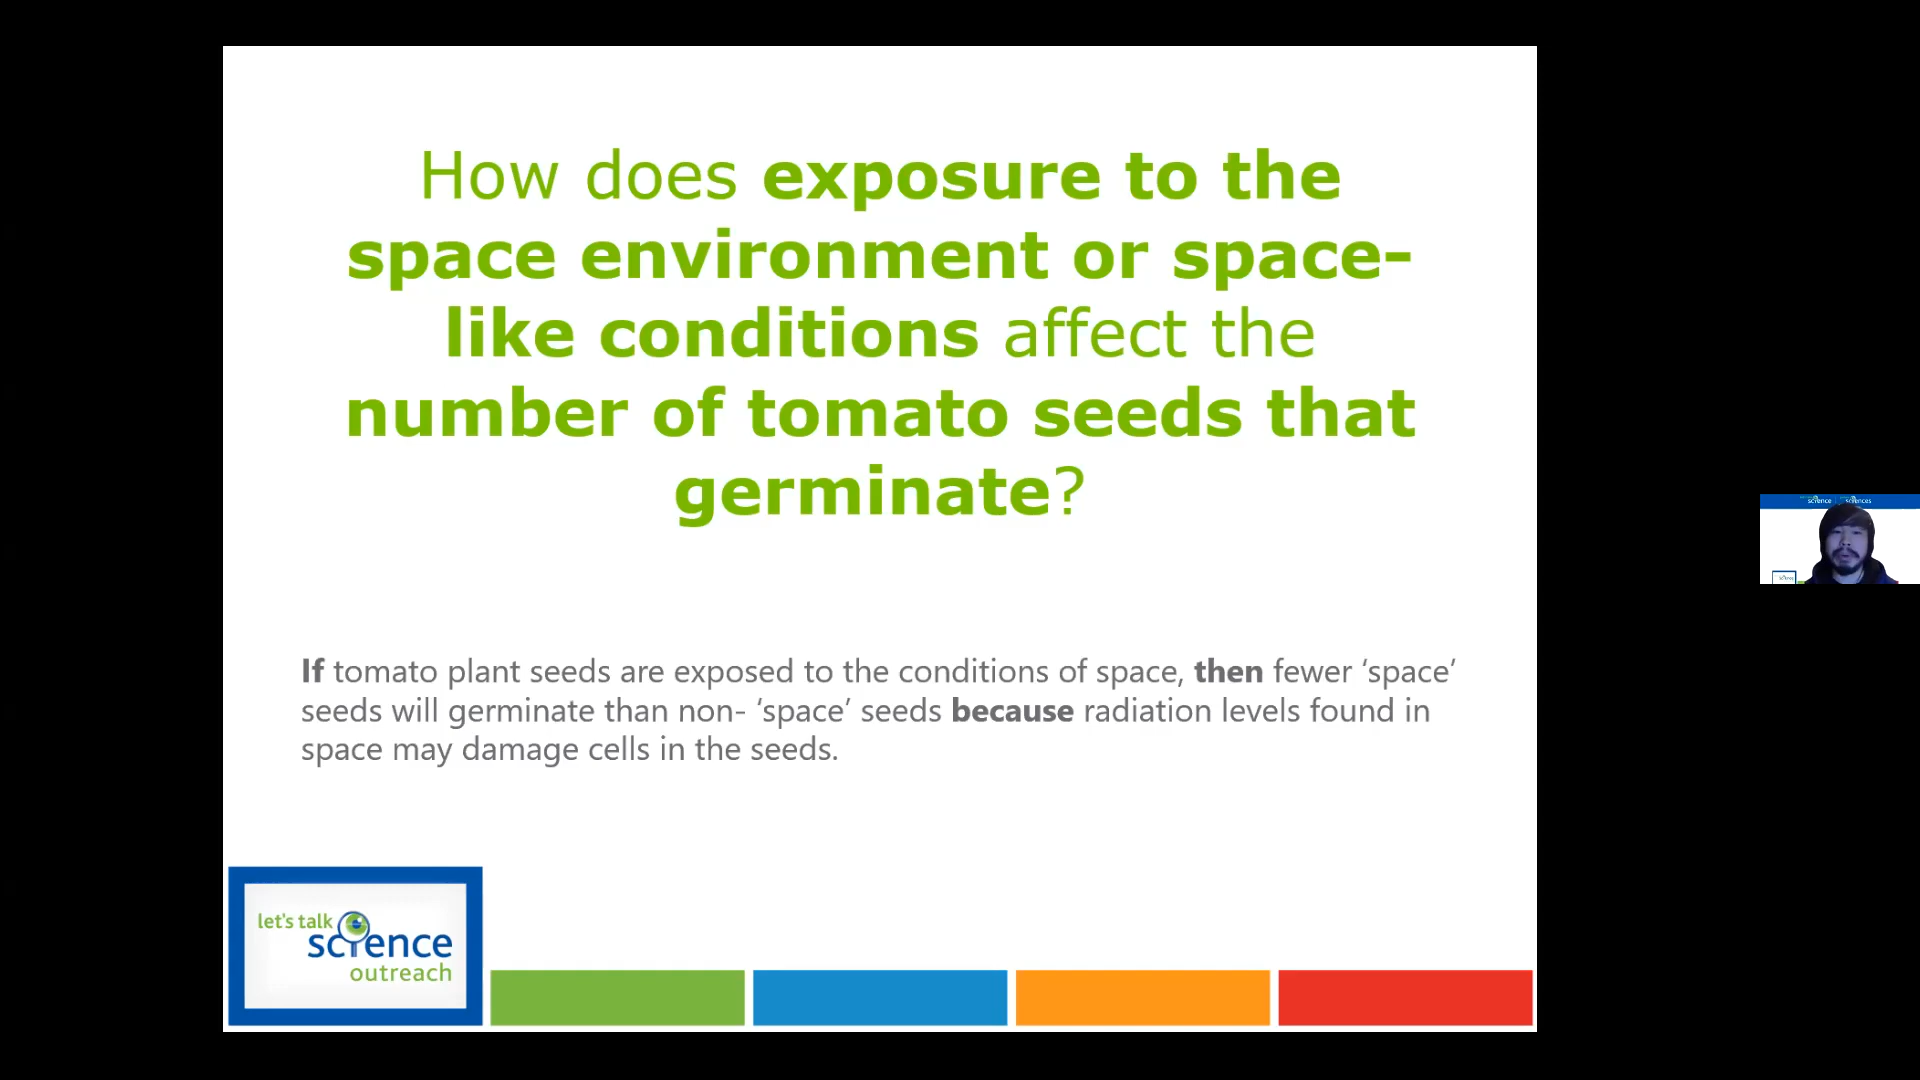 How does exposure to the
space environment or space-
like conditions affect the
number of tomato seeds that
germinate?
If tomato plant seeds are exposed to the conditions of space, then fewer ‘space’
seeds will germinate than non- ‘space’ seeds because radiation levels found in
space may damage cells in the seeds.
let's talk
science
outreach